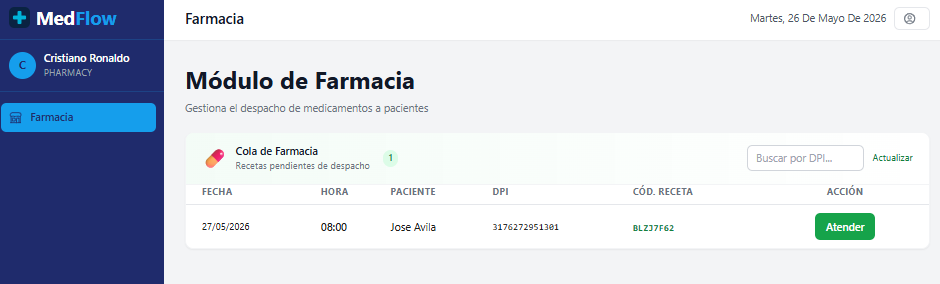 MedFlow
Farmacia
Martes, 26 De Mayo De 2026
C
Cristiano Ronaldo
PHARMACY
Farmacia
Módulo de Farmacia
Gestiona el despacho de medicamentos a pacientes
Cola de Farmacia
Recetas pendientes de despacho
1
Buscar por DPI...
Actualizar
FECHA HORA PACIENTE DPI CÓD. RECETA ACCIÓN
27/05/2026 08:00 Jose Avila 3176272951301 BLZJ7F62 Atender